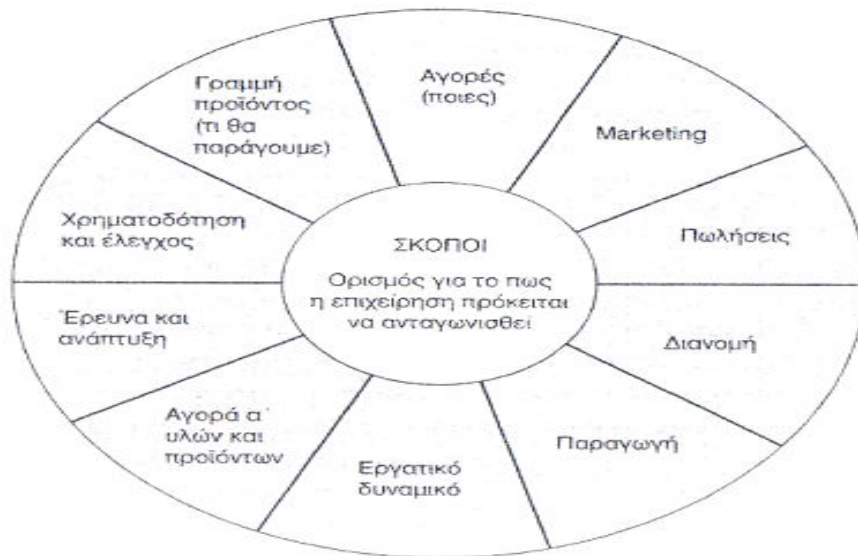 Γραμμή
προϊόντος
(τι θα
παράγουμε)
Αγορές
(ποιες)
Marketing
Πωλήσεις
Διανομή
Παραγωγή
Εργατικό
δυναμικό
Αγορά α΄
υλών και
προϊόντων
Έρευνα και
ανάπτυξη
Χρηματοδότηση
και έλεγχος
ΣΚΟΠΟΙ
Ορισμός για το πως
η επιχείρηση πρόκειται
να ανταγωνισθεί